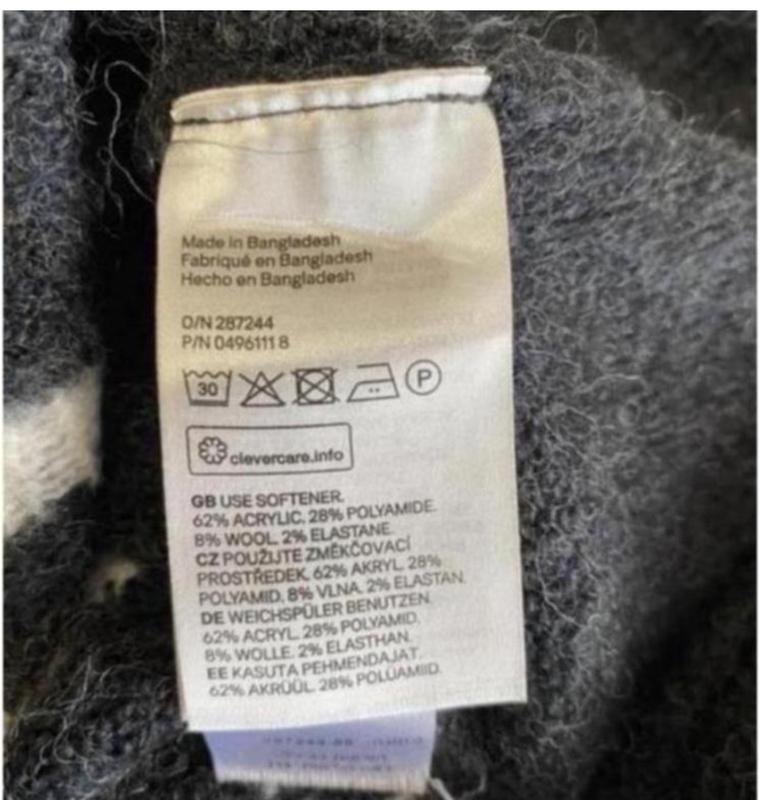 Made in Bangladesh
Fabriqué en Bangladesh
Hecho en Bangladesh
O/N 287244
P/N 0496111 8
30
P
clevercare.info
GB USE SOFTENER.
62% ACRYLIC. 28% POLYAMIDE.
8% WOOL. 2% ELASTANE.
CZ POUŽIJTE ZMĚKČOVACÍ
PROSTŘEDEK. 62% AKRYL. 28%
POLYAMID. 8% VLNA. 2% ELASTAN.
DE WEICHSPÜLER BENUTZEN.
62% ACRYL. 28% POLYAMID.
8% WOLLE. 2% ELASTHAN.
EE KASUTA PEHMENDAJAT.
62% AKRÜÜL. 28% POLÜAMIID.